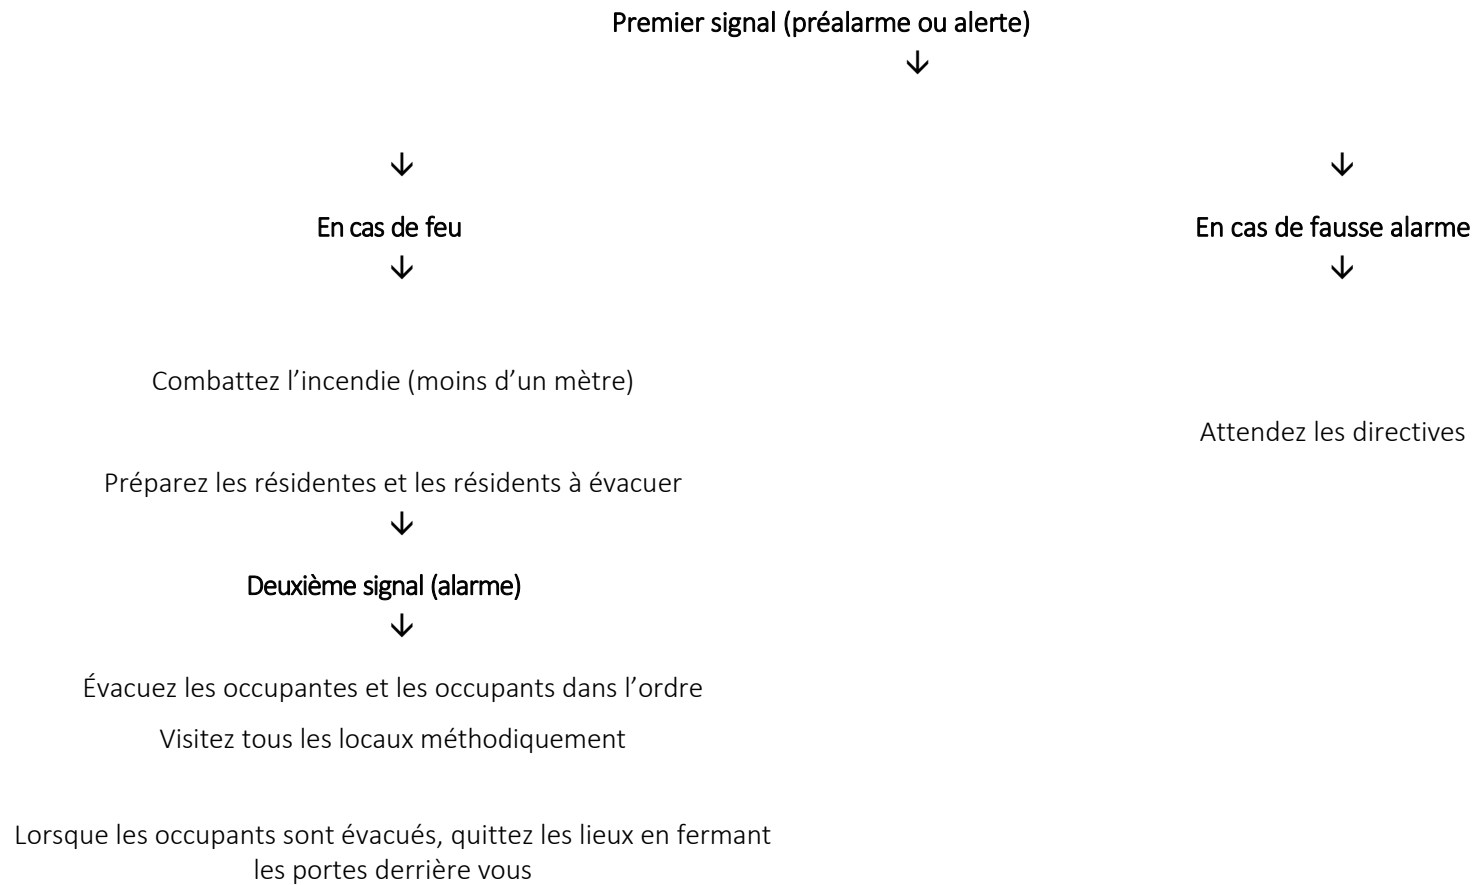 Premier signal (préalarme ou alerte)
↓
↓ ↓
En cas de feu En cas de fausse alarme
↓ ↓
Combattez l’incendie (moins d’un mètre)
Attendez les directives
Préparez les résidentes et les résidents à évacuer
↓
Deuxième signal (alarme)
↓
Évacuez les occupantes et les occupants dans l’ordre
Visitez tous les locaux méthodiquement
Lorsque les occupants sont évacués, quittez les lieux en fermant
les portes derrière vous